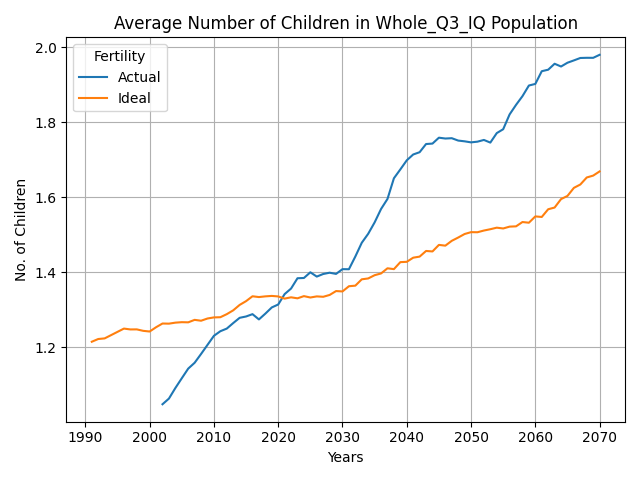 Average Number of Children in Whole_Q3_IQ Population
Fertility
Actual
Ideal
No. of Children
2.0
1.8
1.6
1.4
1.2
1990 2000 2010 2020 2030 2040 2050 2060 2070
Years